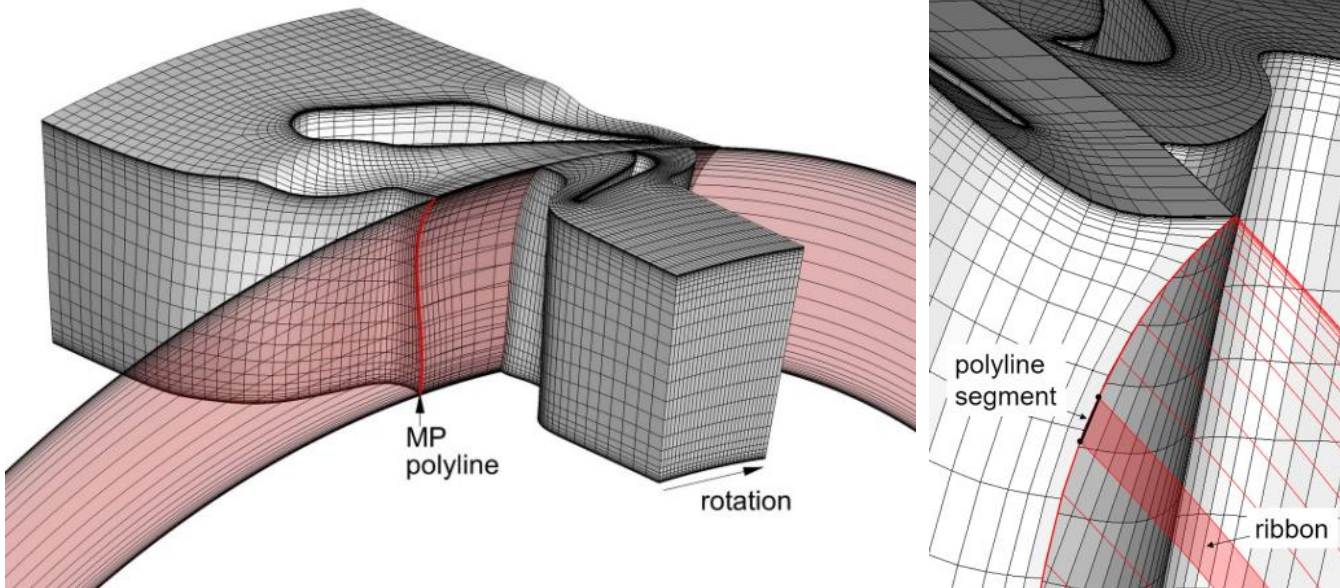 MP
polyline
rotation
polyline
segment
ribbon